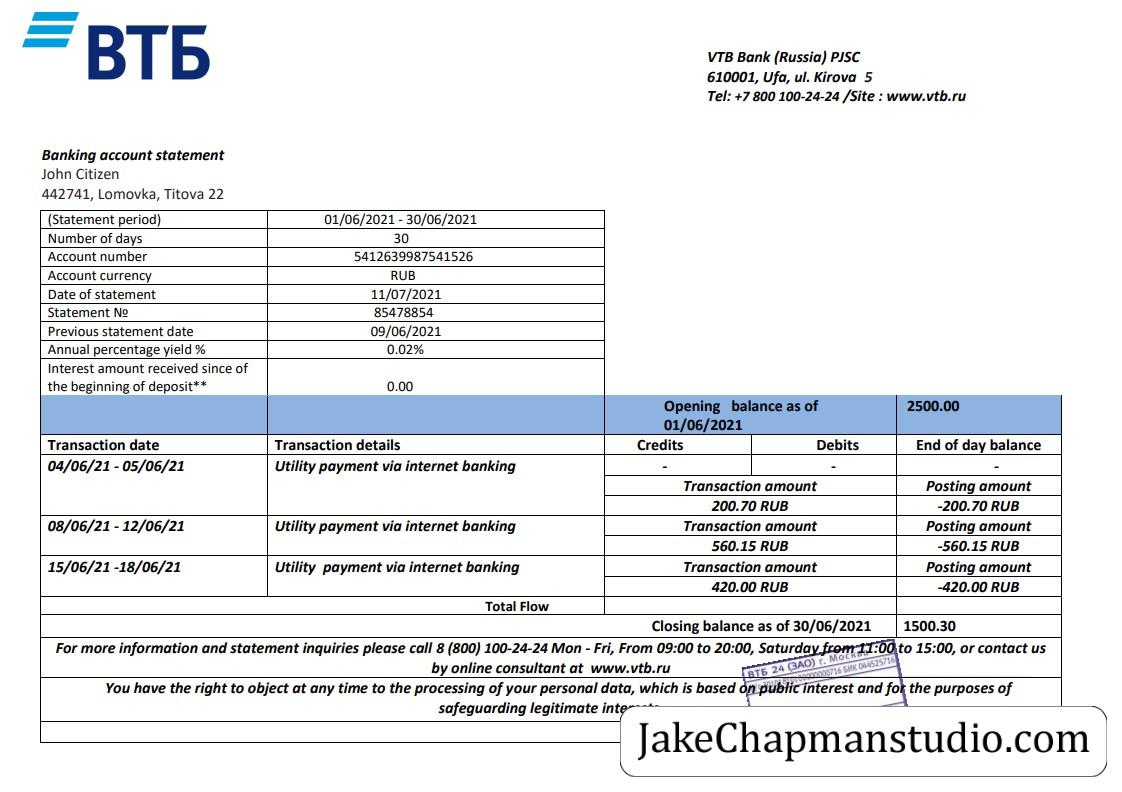 ВТБ
VTB Bank (Russia) PJSC
610001, Ufa, ul. Kirova 5
Tel: +7 800 100-24-24 /Site : www.vtb.ru
Banking account statement
John Citizen
442741, Lomovka, Titova 22
(Statement period) 01/06/2021 - 30/06/2021
Number of days 30
Account number 5412639987541526
Account currency RUB
Date of statement 11/07/2021
Statement № 85478854
Previous statement date 09/06/2021
Annual percentage yield % 0.02%
Interest amount received since of
the beginning of deposit** 0.00
Opening balance as of 2500.00
01/06/2021
Transaction date Transaction details Credits Debits End of day balance
04/06/21 - 05/06/21 Utility payment via internet banking - - -
Transaction amount Posting amount
200.70 RUB -200.70 RUB
08/06/21 - 12/06/21 Utility payment via internet banking Transaction amount Posting amount
560.15 RUB -560.15 RUB
15/06/21 -18/06/21 Utility payment via internet banking Transaction amount Posting amount
420.00 RUB -420.00 RUB
Total Flow
Closing balance as of 30/06/2021 1500.30
For more information and statement inquiries please call 8 (800) 100-24-24 Mon - Fri, From 09:00 to 20:00, Saturday from 11:00 to 15:00, or contact us
by online consultant at www.vtb.ru
ВТБ 24 (ЗАО) г. Москва
БИК 044525716
You have the right to object at any time to the processing of your personal data, which is based on public interest and for the purposes of
safeguarding legitimate
JakeChapmanstudio.com